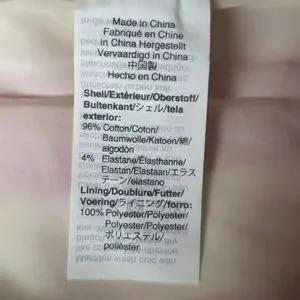 Made in China
Fabriqué en Chine
in China Hergestellt
Vervaardigd in China
中国製
Hecho en China
Shell/Extérieur/Oberstoff/
Buitenkant/シェル/tela
exterior:
96% Cotton/Coton/
Baumwolle/Katoen/綿/
algodón
4% Elastane/Élasthanne/
Elastan/Elastaan/エラス
テーン/elástano
Lining/Doublure/Futter/
Voering/ライニング/forro:
100% Polyester/Polyester/
Polyester/Polyester/
ポリエステル/
poliéster